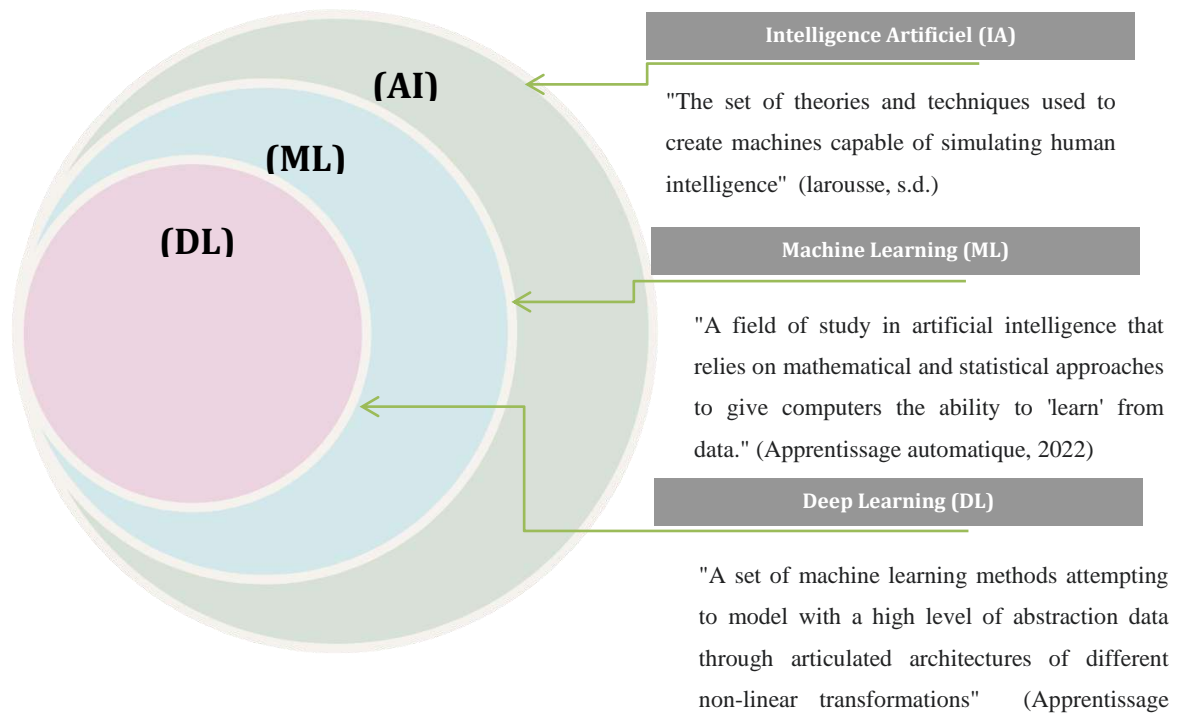 (AI)
(ML)
(DL)
Intelligence Artificiel (IA)
"The set of theories and techniques used to
create machines capable of simulating human
intelligence" (larousse, s.d.)
Machine Learning (ML)
"A field of study in artificial intelligence that
relies on mathematical and statistical approaches
to give computers the ability to 'learn' from
data." (Apprentissage automatique, 2022)
Deep Learning (DL)
"A set of machine learning methods attempting
to model with a high level of abstraction data
through articulated architectures of different
non-linear transformations" (Apprentissage